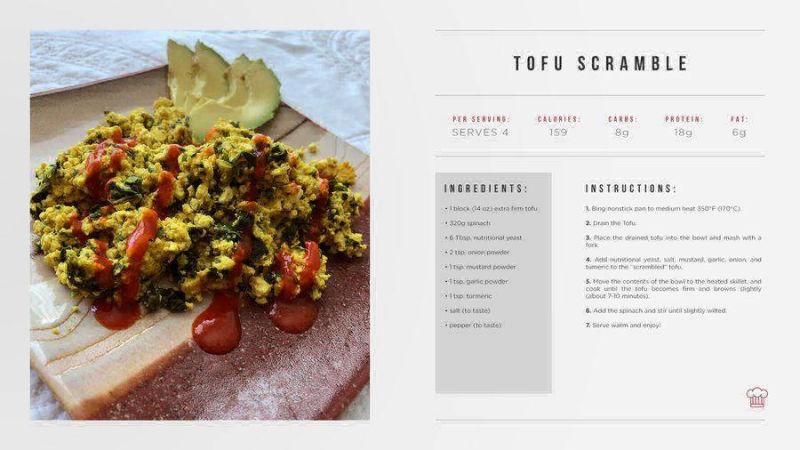 TOFU SCRAMBLE
PER SERVING: CALORIES: CARBS: PROTEIN: FAT:
SERVES 4 159 8g 18g 6g
INGREDIENTS:
• 1 block (14 oz) extra firm tofu
• 320g spinach
• 6 Tbsp. nutritional yeast
• 2 tsp. onion powder
• 1 tsp. mustard powder
• 1 tsp. garlic powder
• 1 tsp. turmeric
• salt (to taste)
• pepper (to taste)
INSTRUCTIONS:
1. Bing nonstick pan to medium heat 350°F (170°C).
2. Drain the Tofu.
3. Place the drained tofu into the bowl and mash with a
fork.
4. Add nutritional yeast, salt, mustard, garlic, onion, and
tumeric to the "scrambled" tofu.
5. Move the contents of the bowl to the heated skillet, and
cook until the tofu becomes firm and browns slightly
(about 7-10 minutes).
6. Add the spinach and stir until slightly wilted.
7. Serve warm and enjoy!